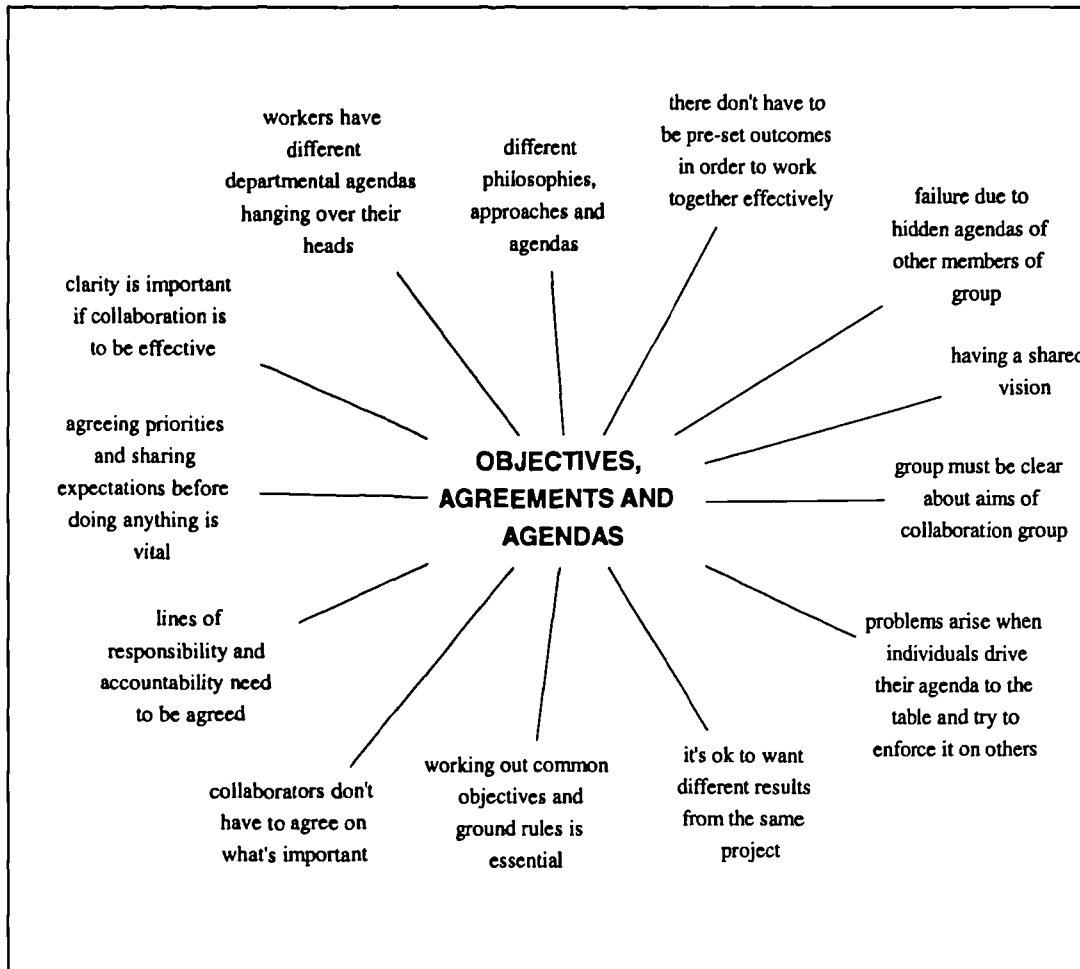 workers have
different
departmental agendas
hanging over their
heads
different
philosophies,
approaches and
agendas
there don't have to
be pre-set outcomes
in order to work
together effectively
failure due to
hidden agendas of
other members of
group
clarity is important
if collaboration is
to be effective
having a shared
vision
agreeing priorities
and sharing
expectations before
doing anything is
vital
OBJECTIVES,
AGREEMENTS AND
AGENDAS
group must be clear
about aims of
collaboration group
lines of
responsibility and
accountability need
to be agreed
problems arise when
individuals drive
their agenda to the
table and try to
enforce it on others
collaborators don't
have to agree on
what's important
working out common
objectives and
ground rules is
essential
it's ok to want
different results
from the same
project